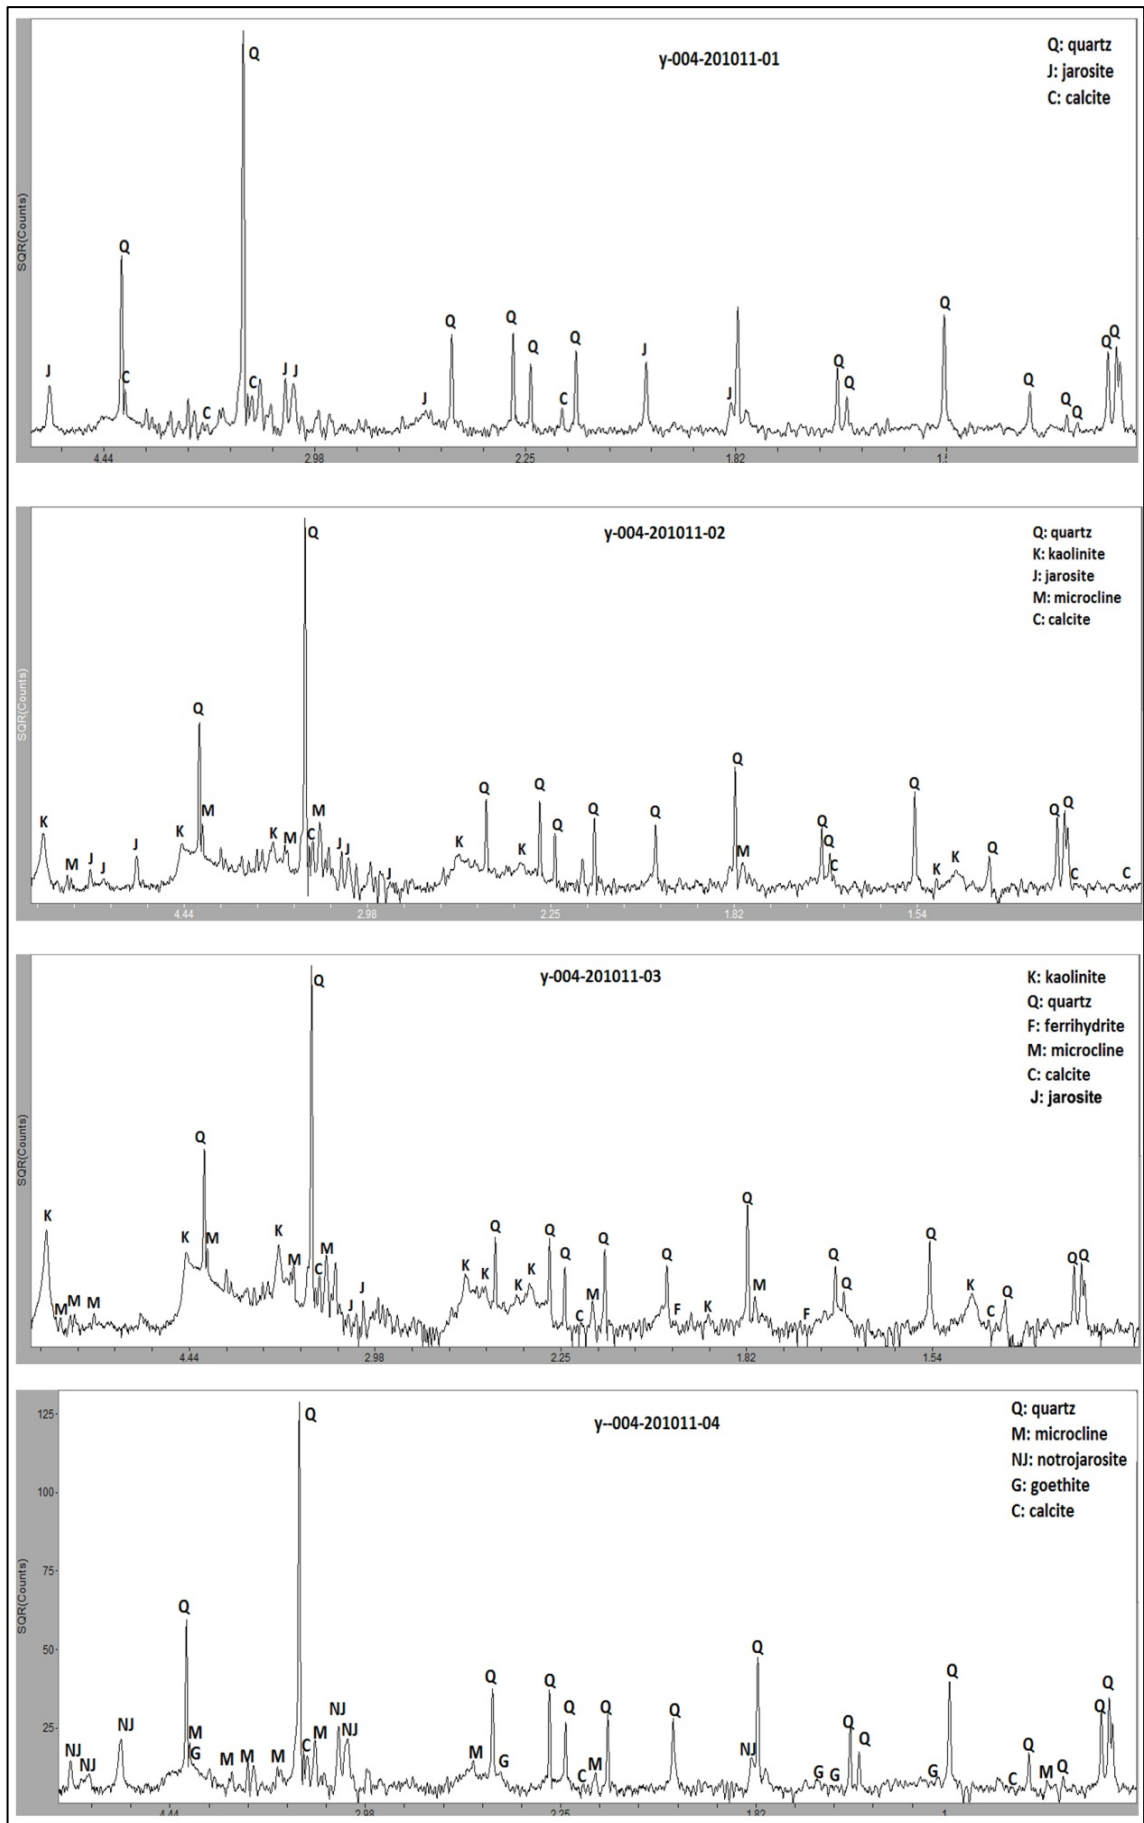 y-004-201011-01
Q: quartz
J: jarosite
C: calcite
SQR(Counts)
Q
Q
J
C
C
C
J
J
J
Q
Q
Q
C
Q
J
J
Q
Q
Q
Q
Q
Q
Q
Q
4.44
2.98
2.25
1.82
1.5
y-004-201011-02
Q: quartz
K: kaolinite
J: jarosite
M: microcline
C: calcite
SQR(Counts)
K
M
J
J
J
K
Q
M
K
M
Q
C
M
J
J
J
K
Q
K
Q
Q
Q
Q
Q
M
Q
Q
C
Q
K
K
Q
Q
Q
C
C
4.44
2.98
2.25
1.82
1.54
y-004-201011-03
K: kaolinite
Q: quartz
F: ferrihydrite
M: microcline
C: calcite
J: jarosite
SQR(Counts)
K
M
M
M
K
Q
M
K
M
Q
C
M
J
J
K
K
Q
K
K
Q
Q
C
M
Q
Q
F
K
Q
M
F
Q
Q
Q
K
C
Q
Q
Q
4.44
2.98
2.25
1.82
1.54
y--004-201011-04
Q: quartz
M: microcline
NJ: notrojarosite
G: goethite
C: calcite
SQR(Counts)
125
100
75
50
25
NJ
NJ
NJ
Q
M
G
M
M
M
Q
C
M
NJ
NJ
M
Q
G
Q
Q
C
M
Q
Q
NJ
Q
G
G
Q
Q
G
Q
C
Q
M
Q
Q
Q
4.44
2.98
2.25
1.82
1